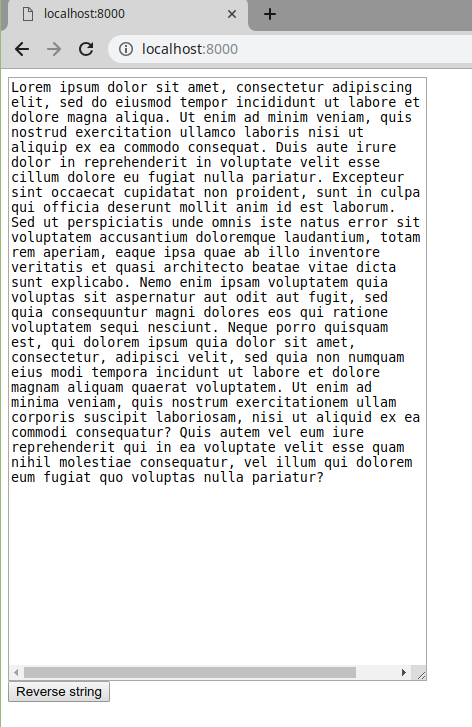 localhost:8000
localhost:8000
Lorem ipsum dolor sit amet, consectetur adipiscing
elit, sed do eiusmod tempor incididunt ut labore et
dolore magna aliqua. Ut enim ad minim veniam, quis
nostrud exercitation ullamco laboris nisi ut
aliquip ex ea commodo consequat. Duis aute irure
dolor in reprehenderit in voluptate velit esse
cillum dolore eu fugiat nulla pariatur. Excepteur
sint occaecat cupidatat non proident, sunt in culpa
qui officia deserunt mollit anim id est laborum.
Sed ut perspiciatis unde omnis iste natus error sit
voluptatem accusantium doloremque laudantium, totam
rem aperiam, eaque ipsa quae ab illo inventore
veritatis et quasi architecto beatae vitae dicta
sunt explicabo. Nemo enim ipsam voluptatem quia
voluptas sit aspernatur aut odit aut fugit, sed
quia consequuntur magni dolores eos qui ratione
voluptatem sequi nesciunt. Neque porro quisquam
est, qui dolorem ipsum quia dolor sit amet,
consectetur, adipisci velit, sed quia non numquam
eius modi tempora incidunt ut labore et dolore
magnam aliquam quaerat voluptatem. Ut enim ad
minima veniam, quis nostrum exercitationem ullam
corporis suscipit laboriosam, nisi ut aliquid ex ea
commodi consequatur? Quis autem vel eum iure
reprehenderit qui in ea voluptate velit esse quam
nihil molestiae consequatur, vel illum qui dolorem
eum fugiat quo voluptas nulla pariatur?
Reverse string